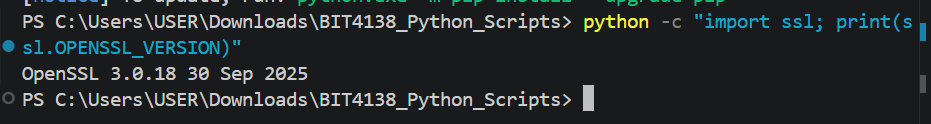 [notice] To update, run: python.exe -m pip install --upgrade pip
PS C:\Users\USER\Downloads\BIT4138_Python_Scripts> python -c "import ssl; print(s
sl.OPENSSL_VERSION)"
OpenSSL 3.0.18 30 Sep 2025
PS C:\Users\USER\Downloads\BIT4138_Python_Scripts>